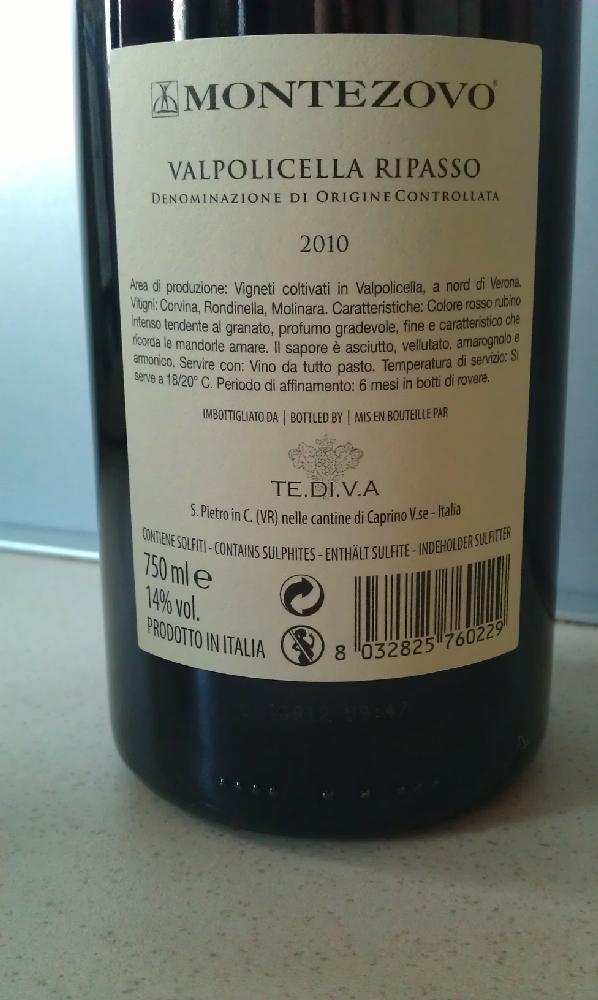 MONTEZOVO®
VALPOLICELLA RIPASSO
DENOMINAZIONE DI ORIGINE CONTROLLATA
2010
Area di produzione: Vigneti coltivati in Valpolicella, a nord di Verona.
Vitigni: Corvina, Rondinella, Molinara. Caratteristiche: Colore rosso rubino
intenso tendente al granato, profumo gradevole, fine e caratteristico che
ricorda le mandorle amare. Il sapore è asciutto, vellutato, amarognolo e
armonico. Servire con: Vino da tutto pasto. Temperatura di servizio: Si
serve a 18/20° C. Periodo di affinamento: 6 mesi in botti di rovere.
IMBOTTIGLIATO DA | BOTTLED BY | MIS EN BOUTEILLE PAR
TE.DI.V.A
S. Pietro in C. (VR) nelle cantine di Caprino V.se - Italia
CONTIENE SOLFITI - CONTAINS SULPHITES - ENTHÄLT SULFITE - INDEHOLDER SULFITTER
750 ml e
14% vol.
PRODOTTO IN ITALIA
8 032825 760229